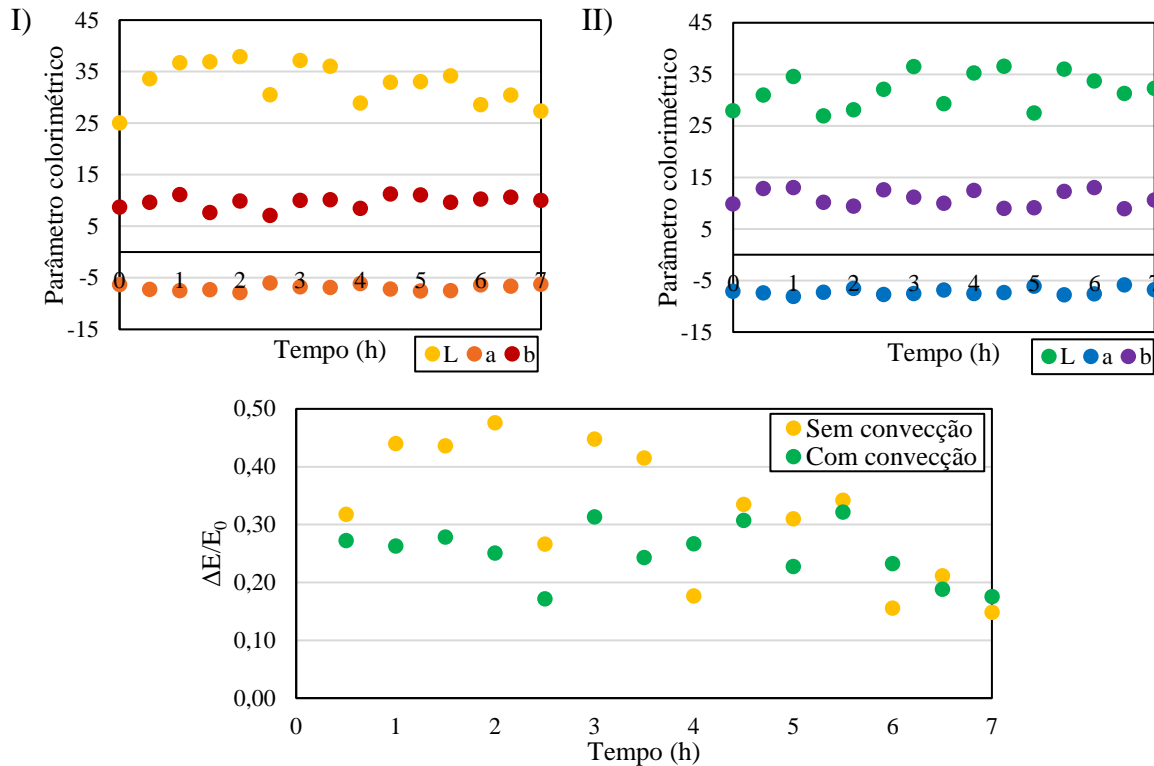 I)
45
35
25
15
5
-5
-15
Parâmetro colorimétrico
0 1 2 3 4 5 6 7
Tempo (h)
L a b
II)
45
35
25
15
5
-5
-15
Parâmetro colorimétrico
0 1 2 3 4 5 6 7
Tempo (h)
L a b
0,50
0,40
0,30
0,20
0,10
0,00
ΔE/E0
Sem convecção
Com convecção
0 1 2 3 4 5 6 7
Tempo (h)